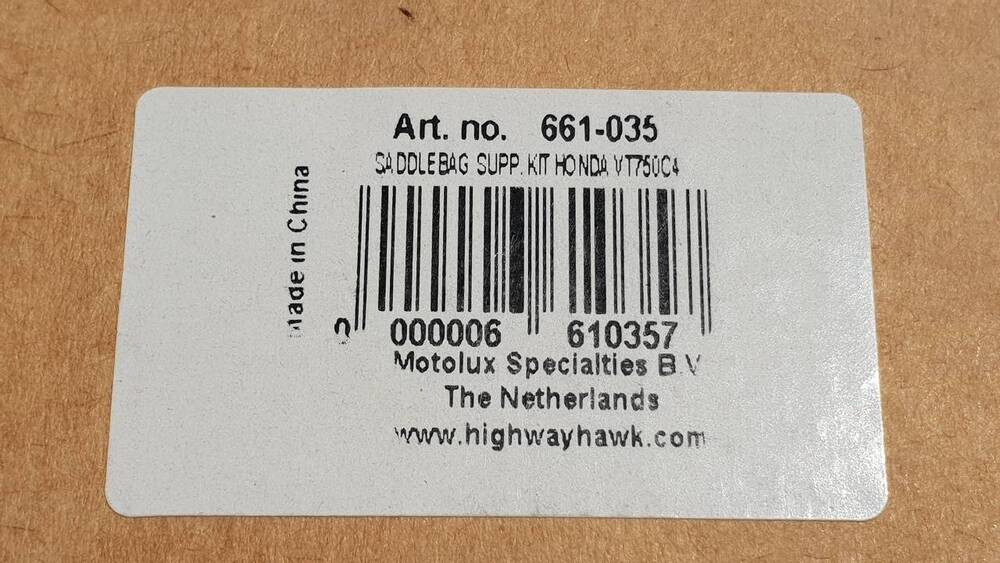 Art. no. 661-035
SADDLEBAG SUPP. KIT HONDA VT750C4
Made in China
0 000006 610357
Motolux Specialties B.V
The Netherlands
www.highwayhawk.com